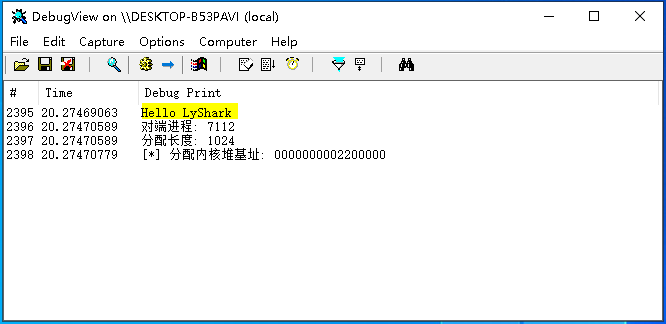 DebugView on \\DESKTOP-B53PAVI (local)
File Edit Capture Options Computer Help
# Time Debug Print
2395 20.27469063 Hello LyShark
2396 20.27470589 对端进程: 7112
2397 20.27470589 分配长度: 1024
2398 20.27470779 [*] 分配内核堆基址: 0000000002200000